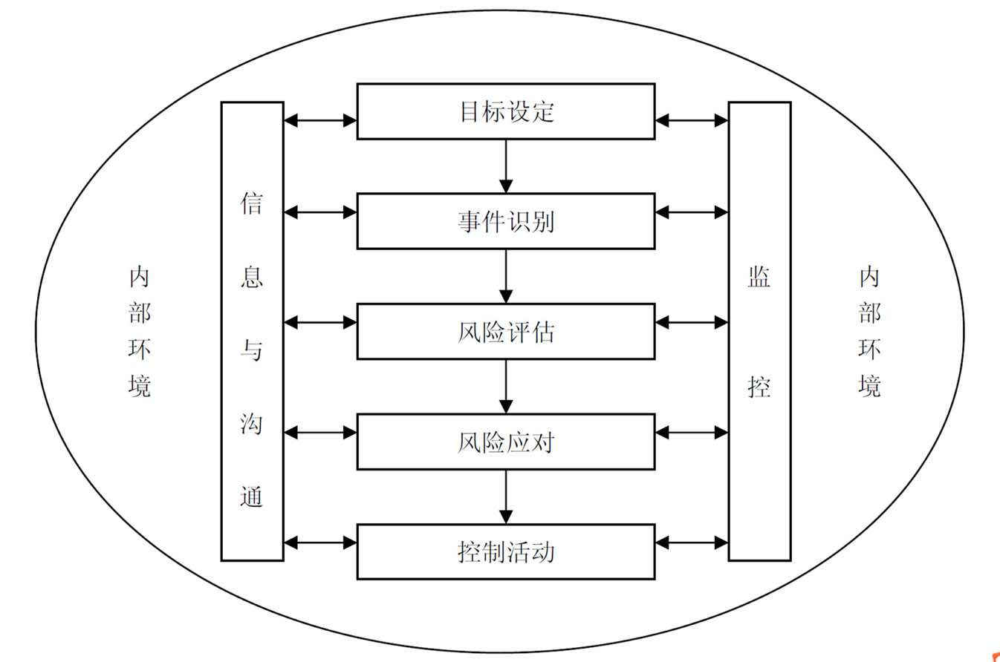 目标设定
事件识别
风险评估
风险应对
控制活动
信息与沟通
监控
内部环境
内部环境